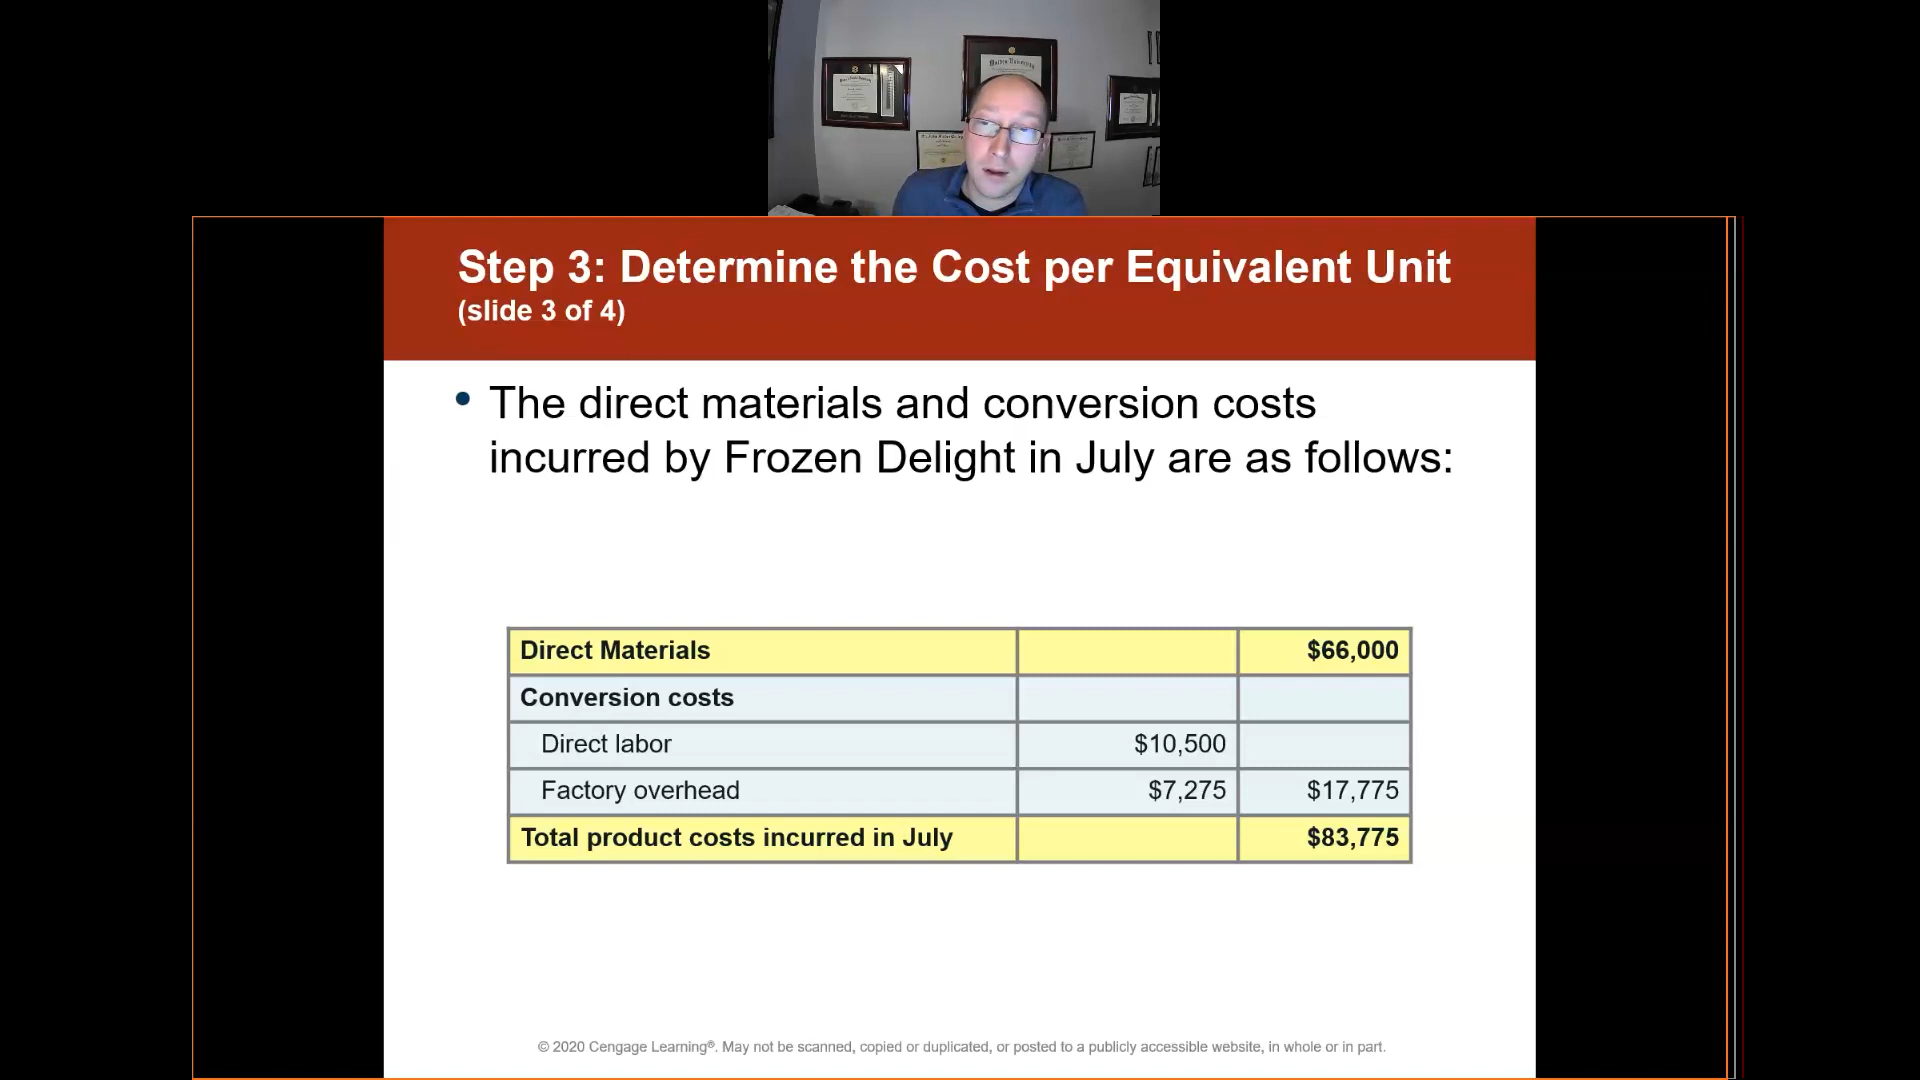 Walden University
Step 3: Determine the Cost per Equivalent Unit
(slide 3 of 4)
• The direct materials and conversion costs
incurred by Frozen Delight in July are as follows:
Direct Materials $66,000
Conversion costs
Direct labor $10,500
Factory overhead $7,275 $17,775
Total product costs incurred in July $83,775
© 2020 Cengage Learning®. May not be scanned, copied or duplicated, or posted to a publicly accessible website, in whole or in part.